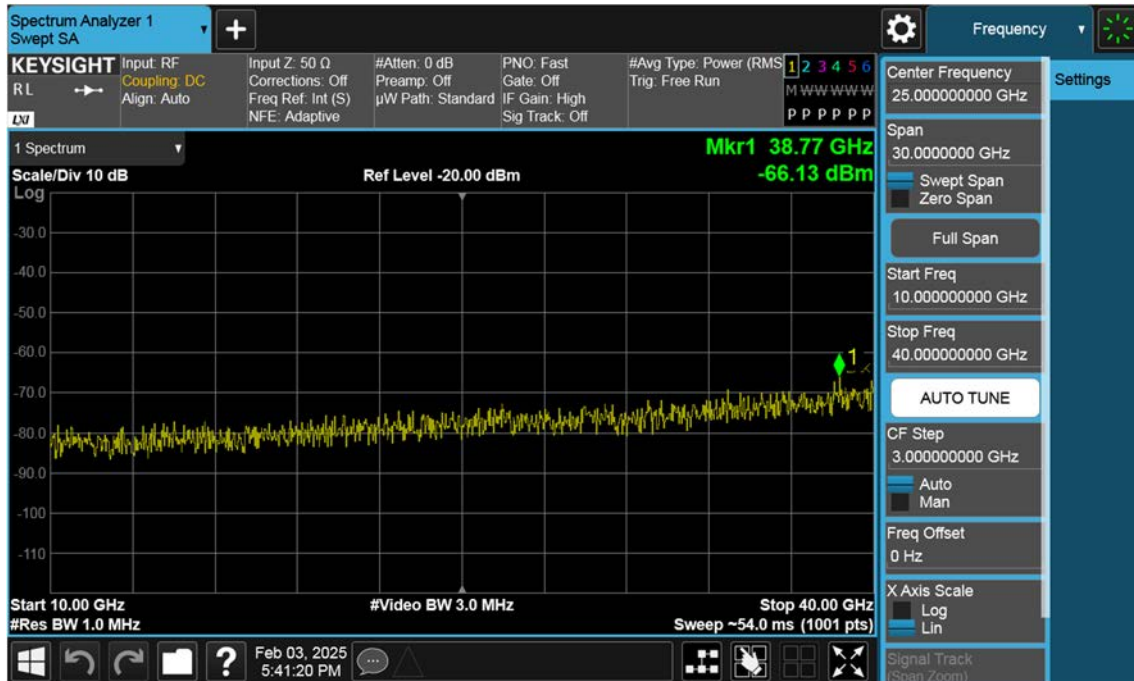 Spectrum Analyzer 1
Swept SA
Frequency
KEYSIGHT
RL
LXI
Input: RF
Coupling: DC
Align: Auto
Input Z: 50 Ω
Corrections: Off
Freq Ref: Int (S)
NFE: Adaptive
#Atten: 0 dB
Preamp: Off
µW Path: Standard
PNO: Fast
Gate: Off
IF Gain: High
Sig Track: Off
#Avg Type: Power (RMS
Trig: Free Run
1 2 3 4 5 6
M W W W W W
P P P P P P
1 Spectrum
Scale/Div 10 dB
Ref Level -20.00 dBm
Mkr1 38.77 GHz
-66.13 dBm
Log
-30.0
-40.0
-50.0
-60.0
-70.0
-80.0
-90.0
-100
-110
1
Start 10.00 GHz
#Res BW 1.0 MHz
#Video BW 3.0 MHz
Stop 40.00 GHz
Sweep ~54.0 ms (1001 pts)
Feb 03, 2025
5:41:20 PM
Center Frequency
25.000000000 GHz
Span
30.0000000 GHz
Swept Span
Zero Span
Full Span
Start Freq
10.000000000 GHz
Stop Freq
40.000000000 GHz
AUTO TUNE
CF Step
3.000000000 GHz
Auto
Man
Freq Offset
0 Hz
X Axis Scale
Log
Lin
Signal Track
(Span Zoom)
Settings